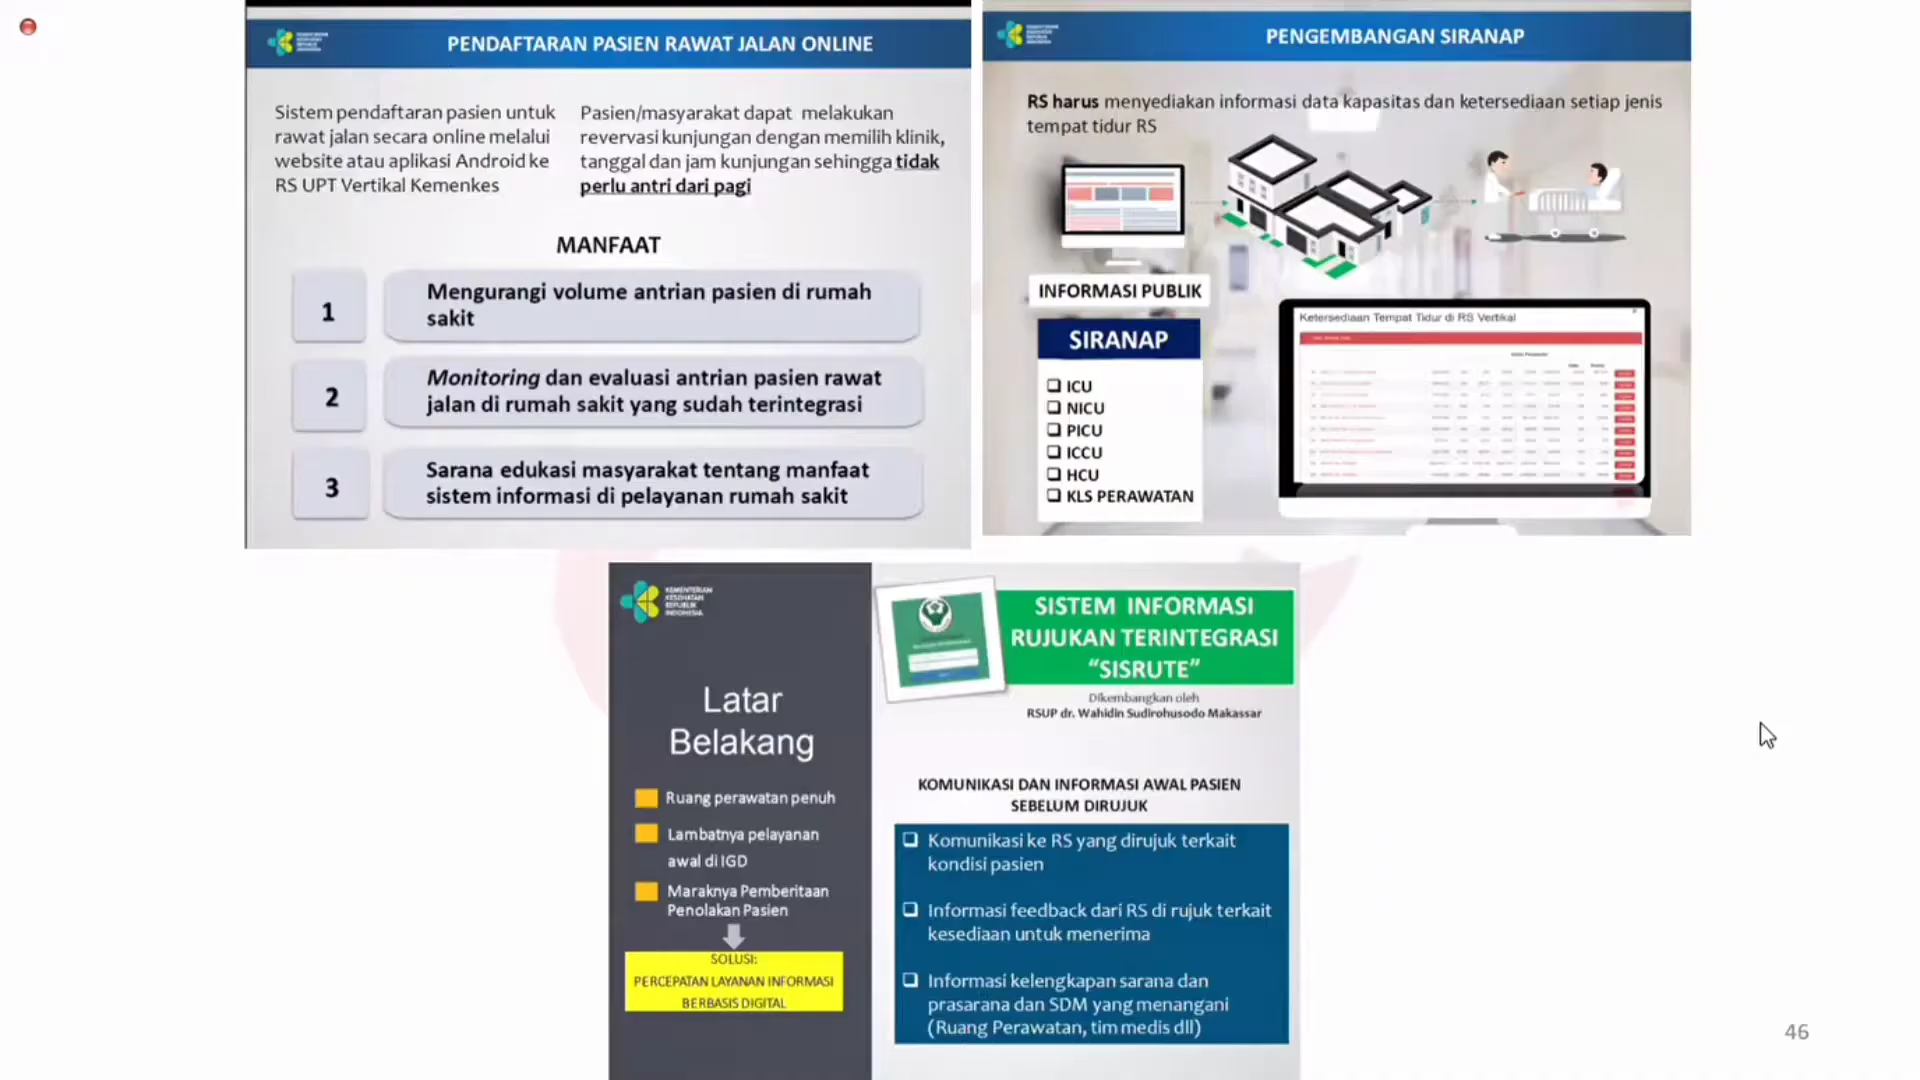 PENDAFTARAN PASIEN RAWAT JALAN ONLINE
Sistem pendaftaran pasien untuk
rawat jalan secara online melalui
website atau aplikasi Android ke
RS UPT Vertikal Kemenkes
Pasien/masyarakat dapat melakukan
revervasi kunjungan dengan memilih klinik,
tanggal dan jam kunjungan sehingga tidak
perlu antri dari pagi
MANFAAT
1
Mengurangi volume antrian pasien di rumah
sakit
2
Monitoring dan evaluasi antrian pasien rawat
jalan di rumah sakit yang sudah terintegrasi
3
Sarana edukasi masyarakat tentang manfaat
sistem informasi di pelayanan rumah sakit
PENGEMBANGAN SIRANAP
RS harus menyediakan informasi data kapasitas dan ketersediaan setiap jenis
tempat tidur RS
INFORMASI PUBLIK
SIRANAP
ICU
NICU
PICU
ICCU
HCU
KLS PERAWATAN
Ketersediaan Tempat Tidur di RS Vertikal
KEMENTERIAN
KESEHATAN
REPUBLIK
INDONESIA
Latar
Belakang
Ruang perawatan penuh
Lambatnya pelayanan
awal di IGD
Maraknya Pemberitaan
Penolakan Pasien
SOLUSI:
PERCEPATAN LAYANAN INFORMASI
BERBASIS DIGITAL
SISTEM INFORMASI
RUJUKAN TERINTEGRASI
“SISRUTE”
Dikembangkan oleh
RSUP dr. Wahidin Sudirohusodo Makassar
KOMUNIKASI DAN INFORMASI AWAL PASIEN
SEBELUM DIRUJUK
Komunikasi ke RS yang dirujuk terkait
kondisi pasien
Informasi feedback dari RS di rujuk terkait
kesediaan untuk menerima
Informasi kelengkapan sarana dan
prasarana dan SDM yang menangani
(Ruang Perawatan, tim medis dll)
46